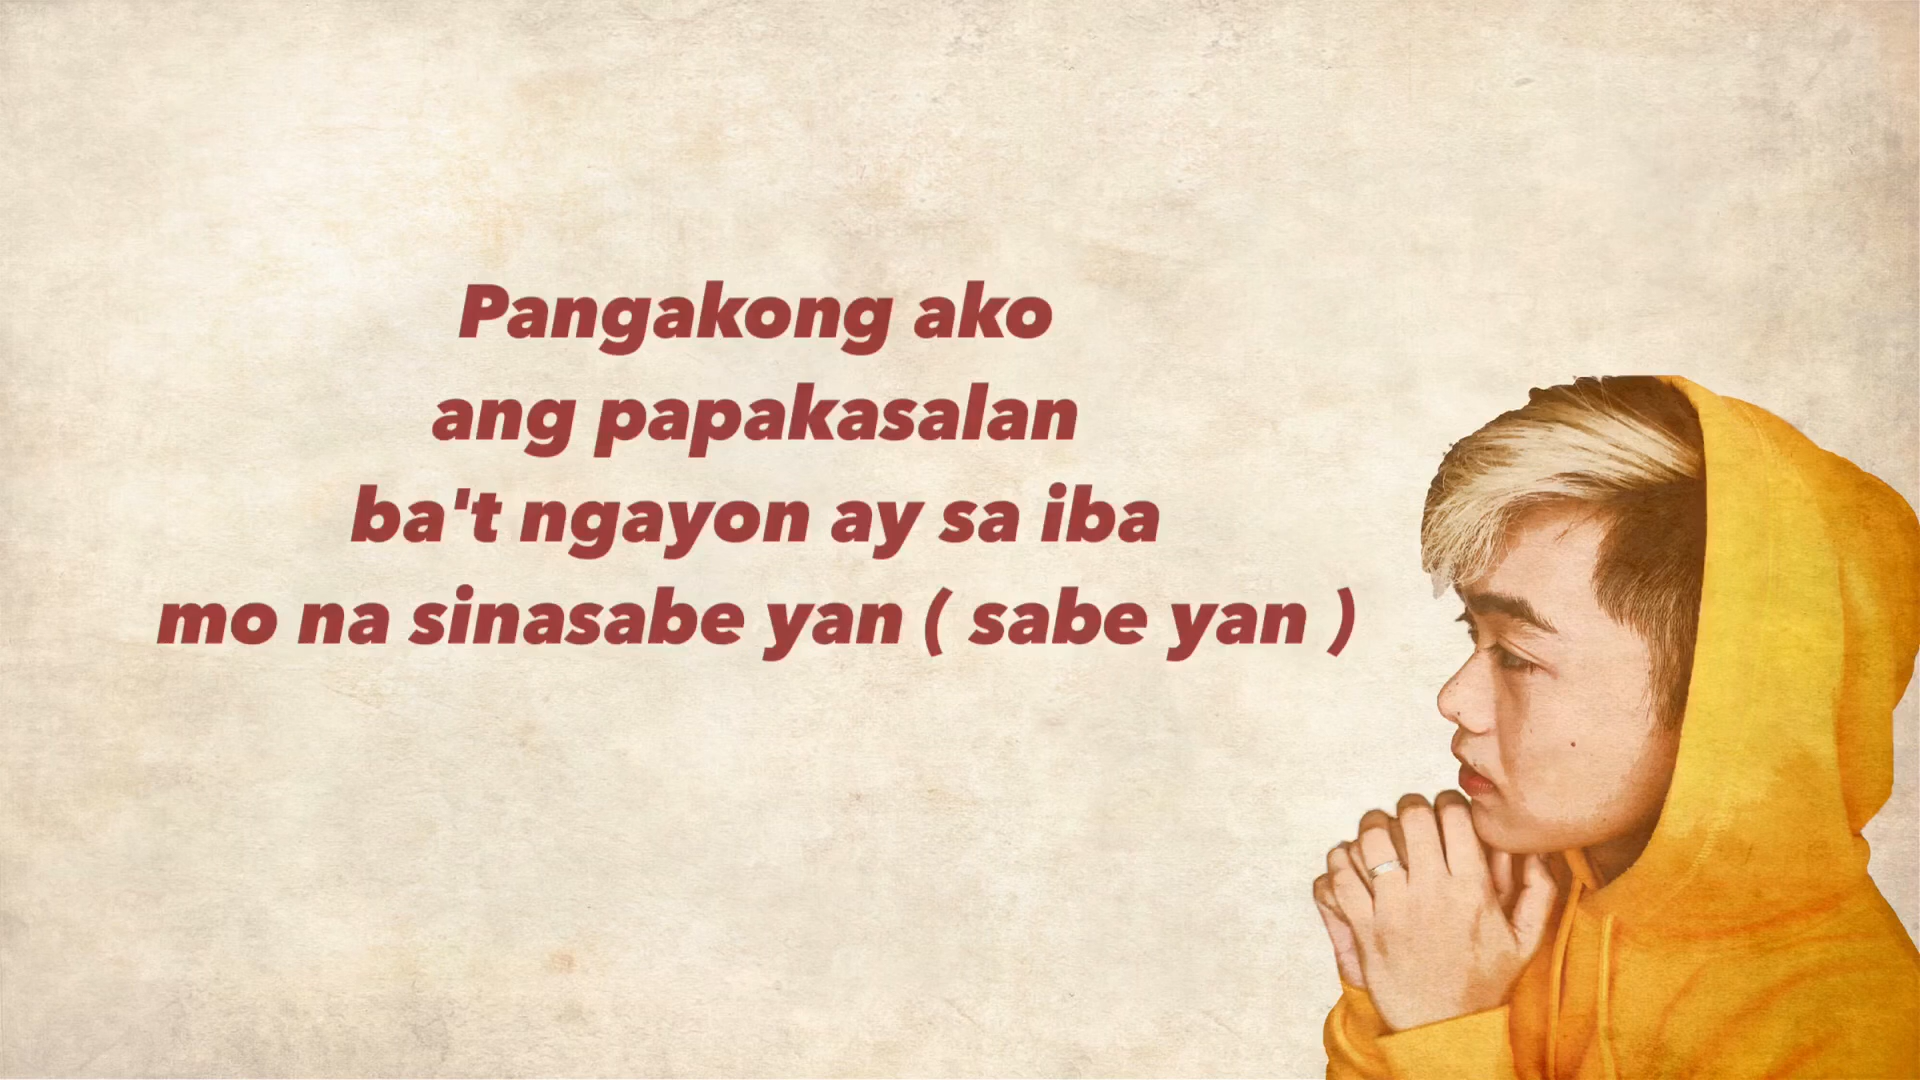 Pangakong ako
ang papakasalan
ba't ngayon ay sa iba
mo na sinasabe yan ( sabe yan )